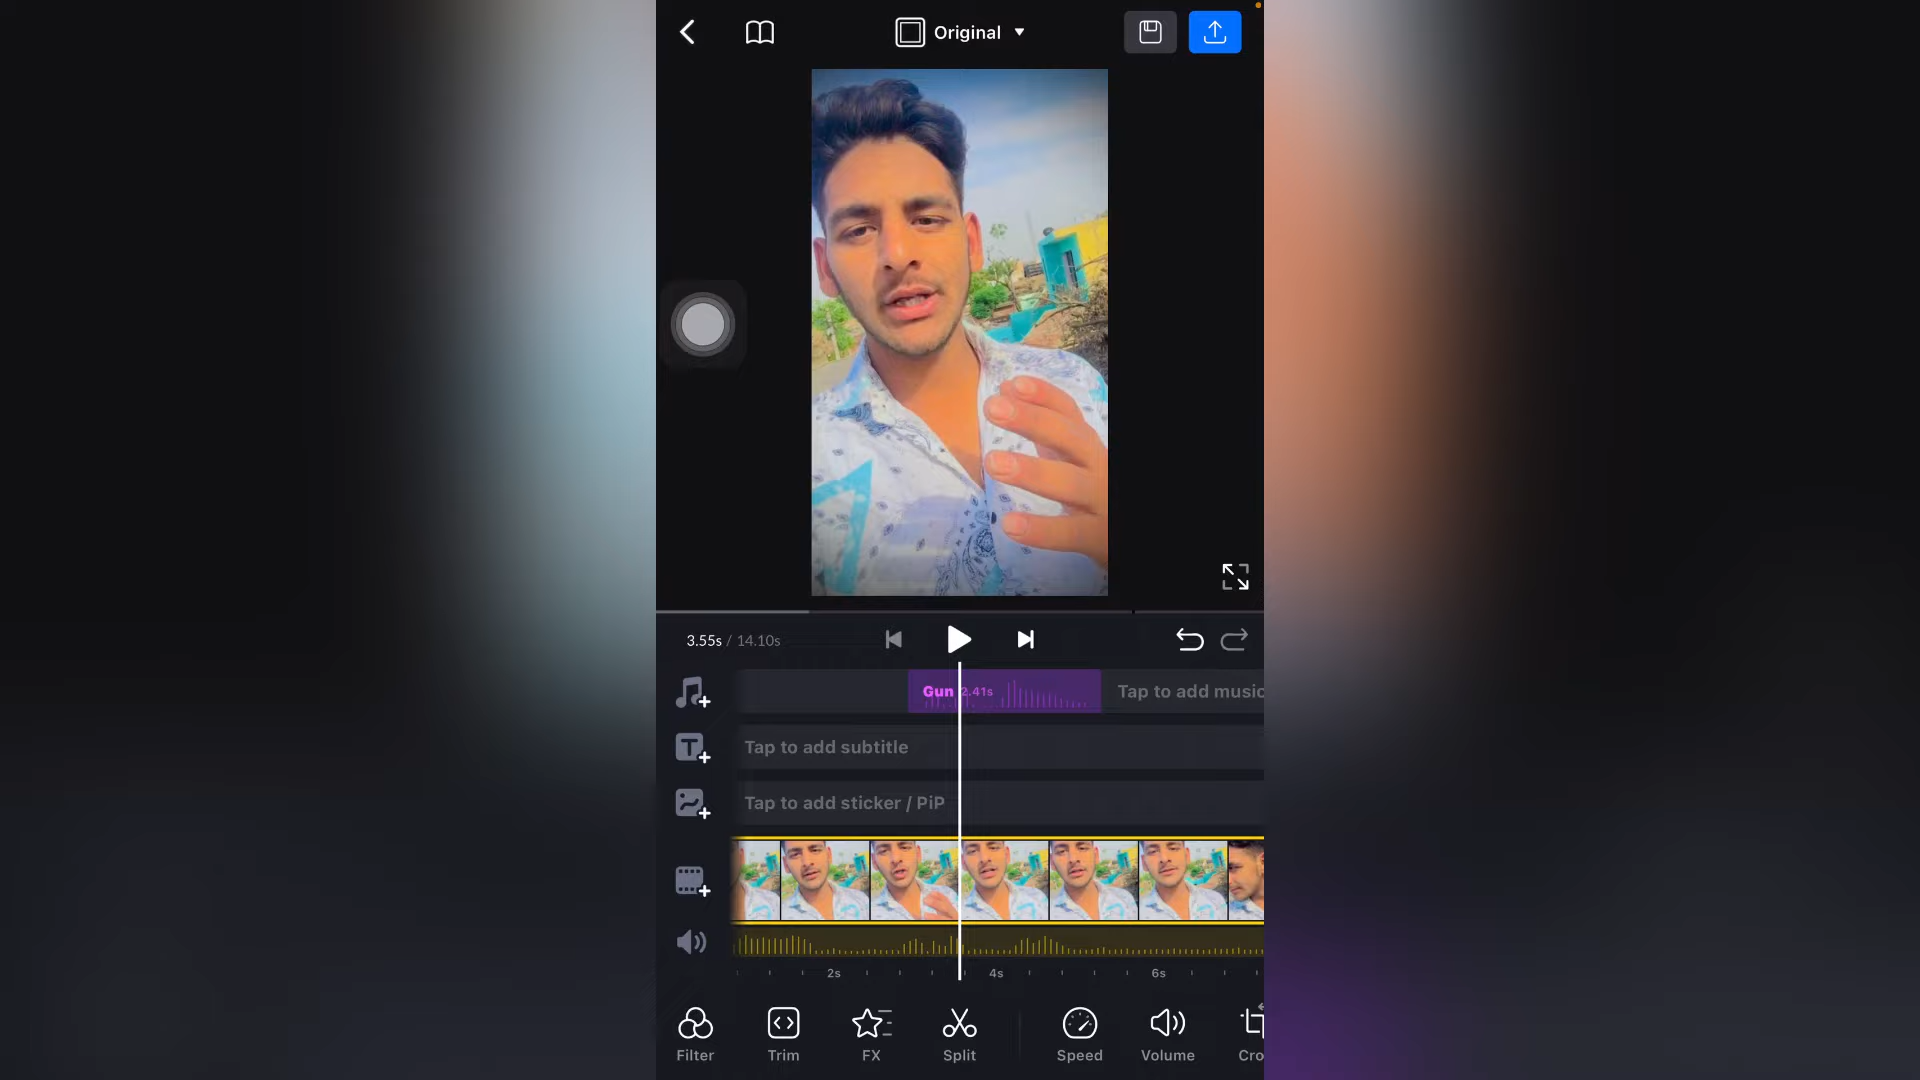 Original
3.55s / 14.10s
Gun 2.41s
Tap to add music
Tap to add subtitle
Tap to add sticker / PiP
2s 4s 6s
Filter Trim FX Split Speed Volume Cro